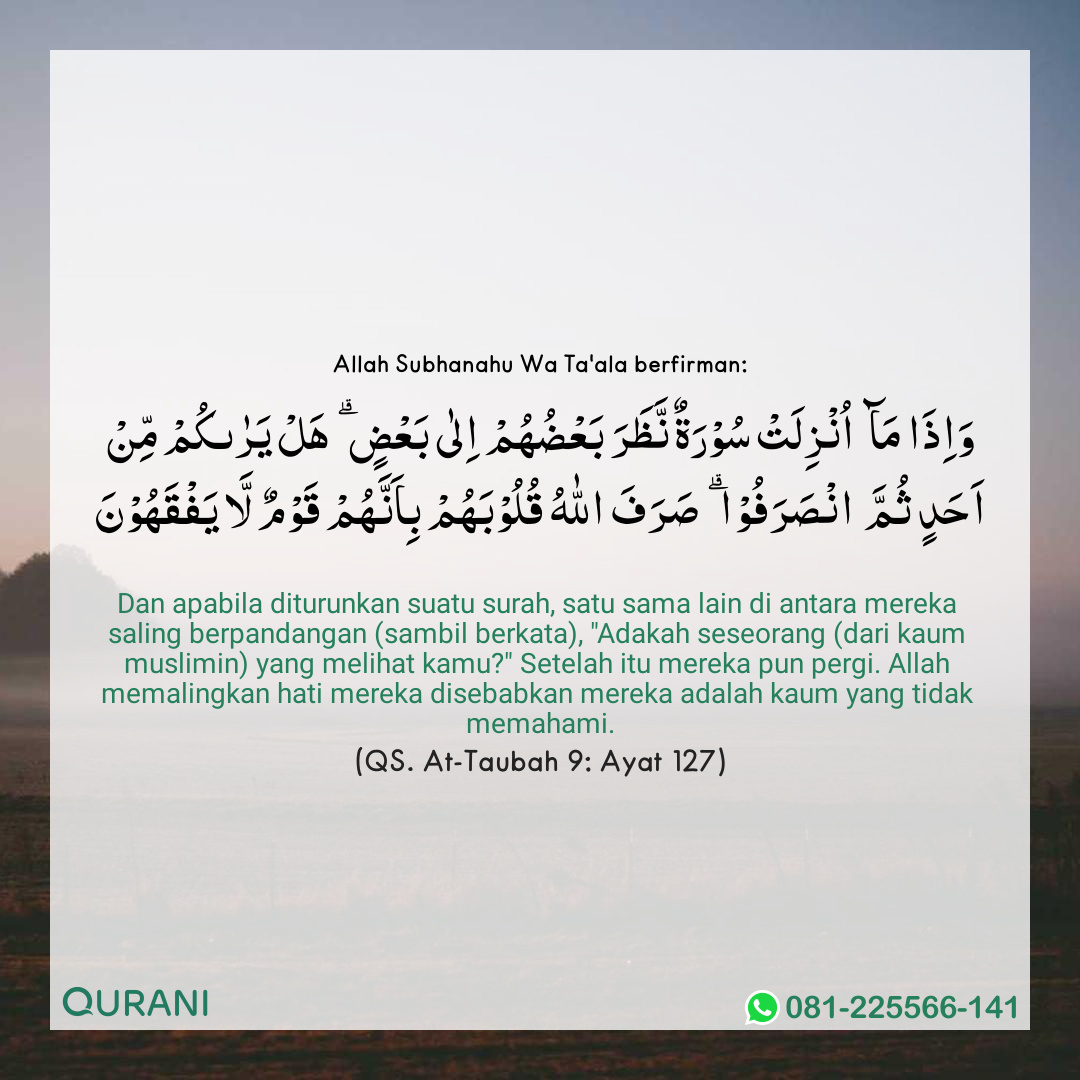 Allah Subhanahu Wa Ta'ala berfirman:
وَاِذَا مَاۤ اُنْزِلَتْ سُوْرَةٌ نَّظَرَ بَعْضُهُمْ اِلٰى بَعْضٍ ۗ هَلْ يَرٰٮكُمْ مِّنْ
اَحَدٍ ثُمَّ انْصَرَفُوْا ۗ صَرَفَ اللّٰهُ قُلُوْبَهُمْ بِاَنَّهُمْ قَوْمٌ لَّا يَفْقَهُوْنَ
Dan apabila diturunkan suatu surah, satu sama lain di antara mereka
saling berpandangan (sambil berkata), "Adakah seseorang (dari kaum
muslimin) yang melihat kamu?" Setelah itu mereka pun pergi. Allah
memalingkan hati mereka disebabkan mereka adalah kaum yang tidak
memahami.
(QS. At-Taubah 9: Ayat 127)
QURANI
081-225566-141